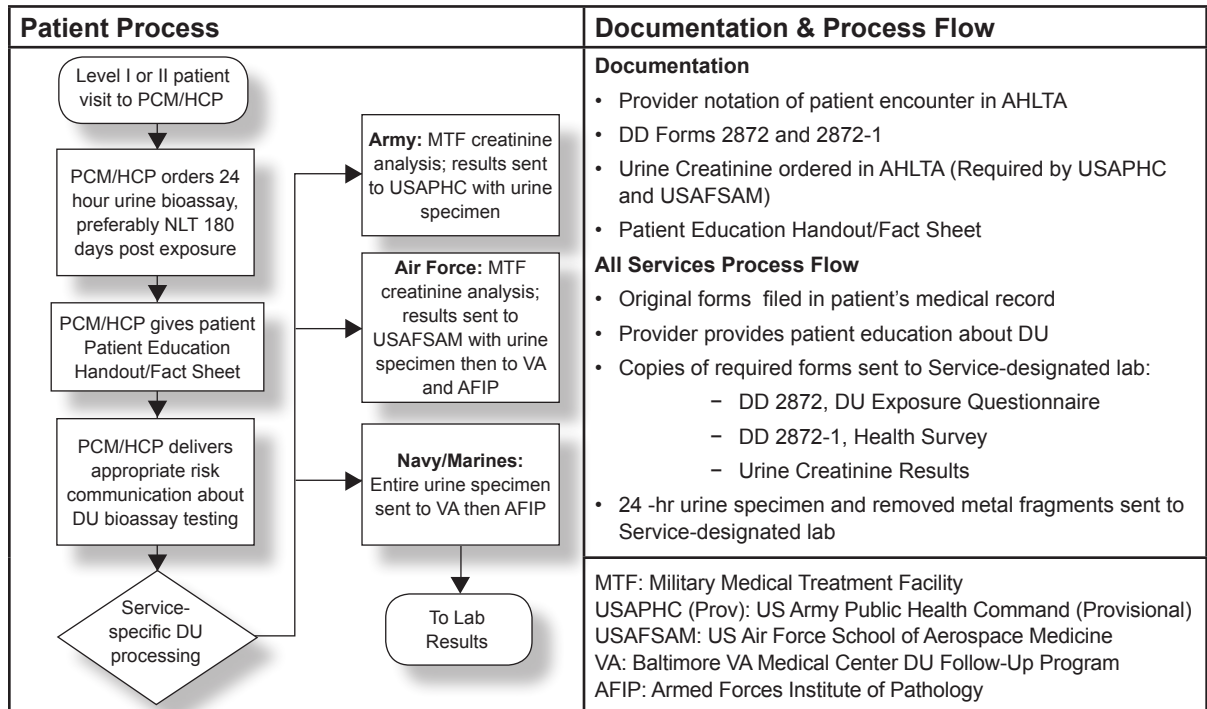 Patient Process
Level I or II patient
visit to PCM/HCP
PCM/HCP orders 24
hour urine bioassay,
preferably NLT 180
days post exposure
PCM/HCP gives patient
Patient Education
Handout/Fact Sheet
PCM/HCP delivers
appropriate risk
communication about
DU bioassay testing
Service-
specific DU
processing
Army: MTF creatinine
analysis; results sent
to USAPHC with urine
specimen
Air Force: MTF
creatinine analysis;
results sent to
USAFSAM with urine
specimen then to VA
and AFIP
Navy/Marines:
Entire urine specimen
sent to VA then AFIP
To Lab
Results
Documentation & Process Flow
Documentation
• Provider notation of patient encounter in AHLTA
• DD Forms 2872 and 2872-1
• Urine Creatinine ordered in AHLTA (Required by USAPHC
and USAFSAM)
• Patient Education Handout/Fact Sheet
All Services Process Flow
• Original forms filed in patient's medical record
• Provider provides patient education about DU
• Copies of required forms sent to Service-designated lab:
− DD 2872, DU Exposure Questionnaire
− DD 2872-1, Health Survey
− Urine Creatinine Results
• 24 -hr urine specimen and removed metal fragments sent to
Service-designated lab
MTF: Military Medical Treatment Facility
USAPHC (Prov): US Army Public Health Command (Provisional)
USAFSAM: US Air Force School of Aerospace Medicine
VA: Baltimore VA Medical Center DU Follow-Up Program
AFIP: Armed Forces Institute of Pathology